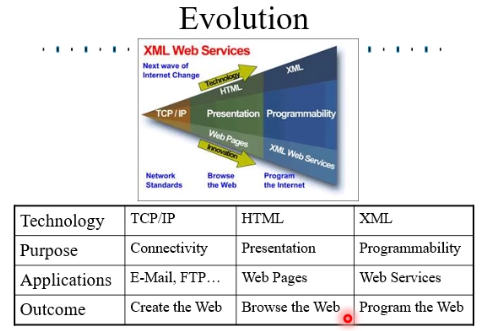 Evolution
XML Web Services
Next wave of
Internet Change
Technology
HTML
XML
TCP / IP
Presentation
Programmability
Web Pages
XML Web Services
Innovation
Network
Standards
Browse
the Web
Program
the Internet
Technology TCP/IP HTML XML
Purpose Connectivity Presentation Programmability
Applications E-Mail, FTP… Web Pages Web Services
Outcome Create the Web Browse the Web Program the Web